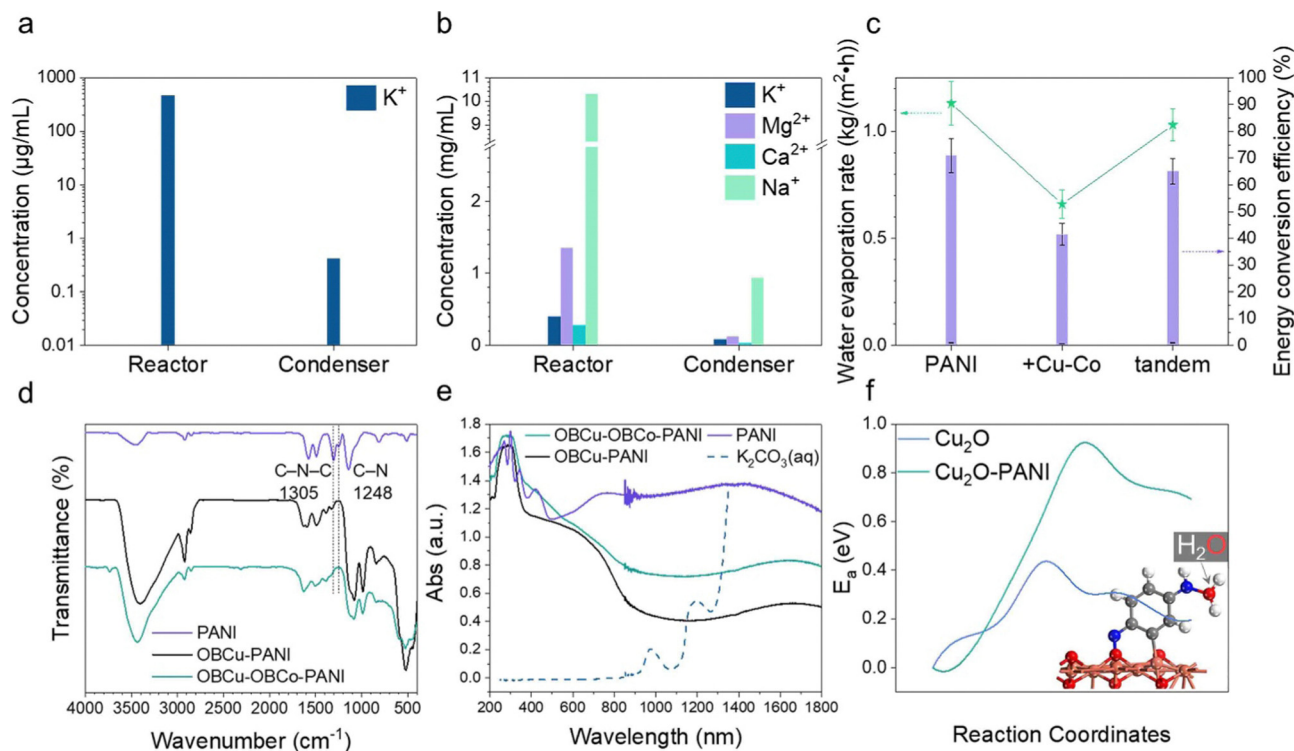 a
Concentration (µg/mL)
1000
100
10
1
0.1
0.01
K⁺
Reactor
Condenser
b
Concentration (mg/mL)
10
9
2
1
0
K⁺
Mg²⁺
Ca²⁺
Na⁺
Reactor
Condenser
c
Water evaporation rate (kg/(m²•h))
1.0
0.5
0.0
100
90
80
70
60
50
40
30
20
10
0
Energy conversion efficiency (%)
PANI
+Cu-Co
tandem
d
Transmittance (%)
C–N–C
1305
C–N
1248
PANI
OBCu-PANI
OBCu-OBCo-PANI
4000 3500 3000 2500 2000 1500 1000 500
Wavenumber (cm⁻¹)
e
Abs (a.u.)
1.8
1.6
1.4
1.2
1.0
0.8
0.6
0.4
0.2
0.0
OBCu-OBCo-PANI
PANI
OBCu-PANI
K₂CO₃(aq)
200 400 600 800 1000 1200 1400 1600 1800
Wavelength (nm)
f
Eₐ (eV)
1.0
0.8
0.6
0.4
0.2
0.0
Cu₂O
Cu₂O-PANI
H₂O
Reaction Coordinates